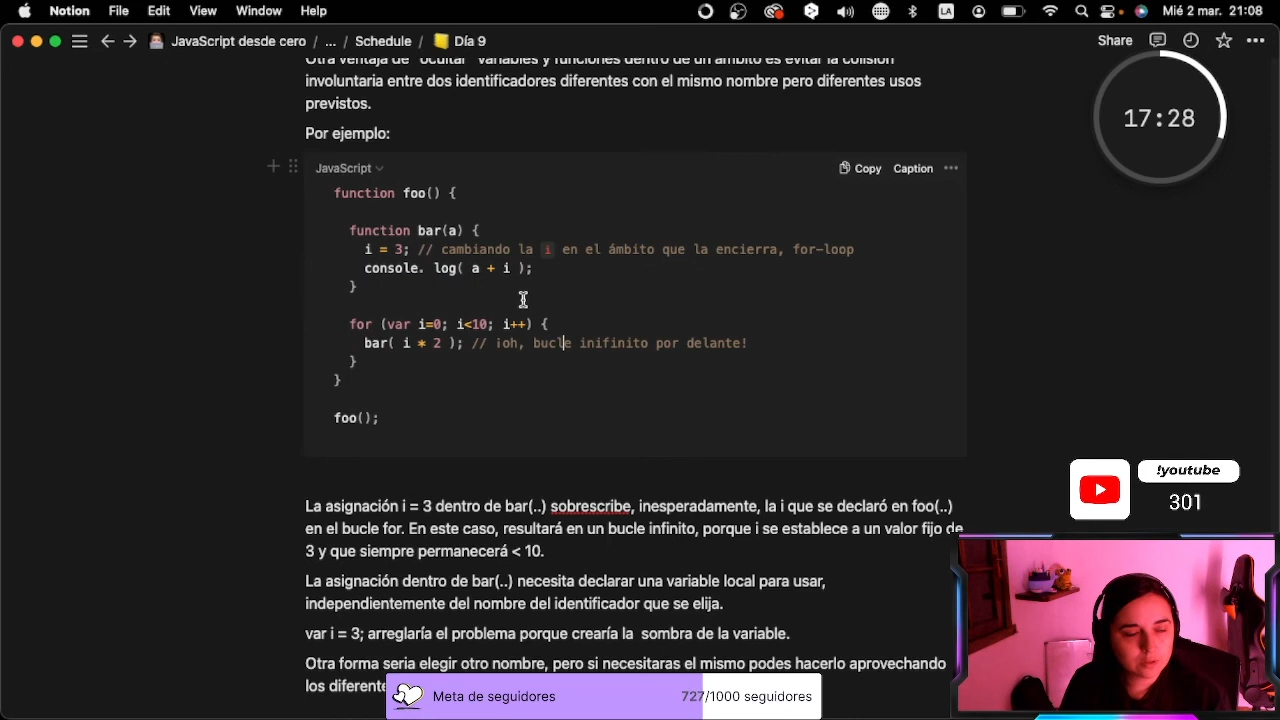 Notion File Edit View Window Help LA Mié 2 mar. 21:08
JavaScript desde cero / ... / Schedule / Día 9 Share
Otra ventaja de "ocultar" variables y funciones dentro de un ámbito es evitar la colisión
involuntaria entre dos identificadores diferentes con el mismo nombre pero diferentes usos
previstos.
17:28
Por ejemplo:
JavaScript Copy Caption
function foo() {
function bar(a) {
i = 3; // cambiando la i en el ámbito que la encierra, for-loop
console. log( a + i );
}
for (var i=0; i<10; i++) {
bar( i * 2 ); // ¡oh, bucle inifinito por delante!
}
}
foo();
!youtube
301
La asignación i = 3 dentro de bar(..) sobrescribe, inesperadamente, la i que se declaró en foo(..)
en el bucle for. En este caso, resultará en un bucle infinito, porque i se establece a un valor fijo de
3 y que siempre permanecerá < 10.
La asignación dentro de bar(..) necesita declarar una variable local para usar,
independientemente del nombre del identificador que se elija.
var i = 3; arreglaría el problema porque crearía la sombra de la variable.
Otra forma seria elegir otro nombre, pero si necesitaras el mismo podes hacerlo aprovechando
los diferente
Meta de seguidores 727/1000 seguidores